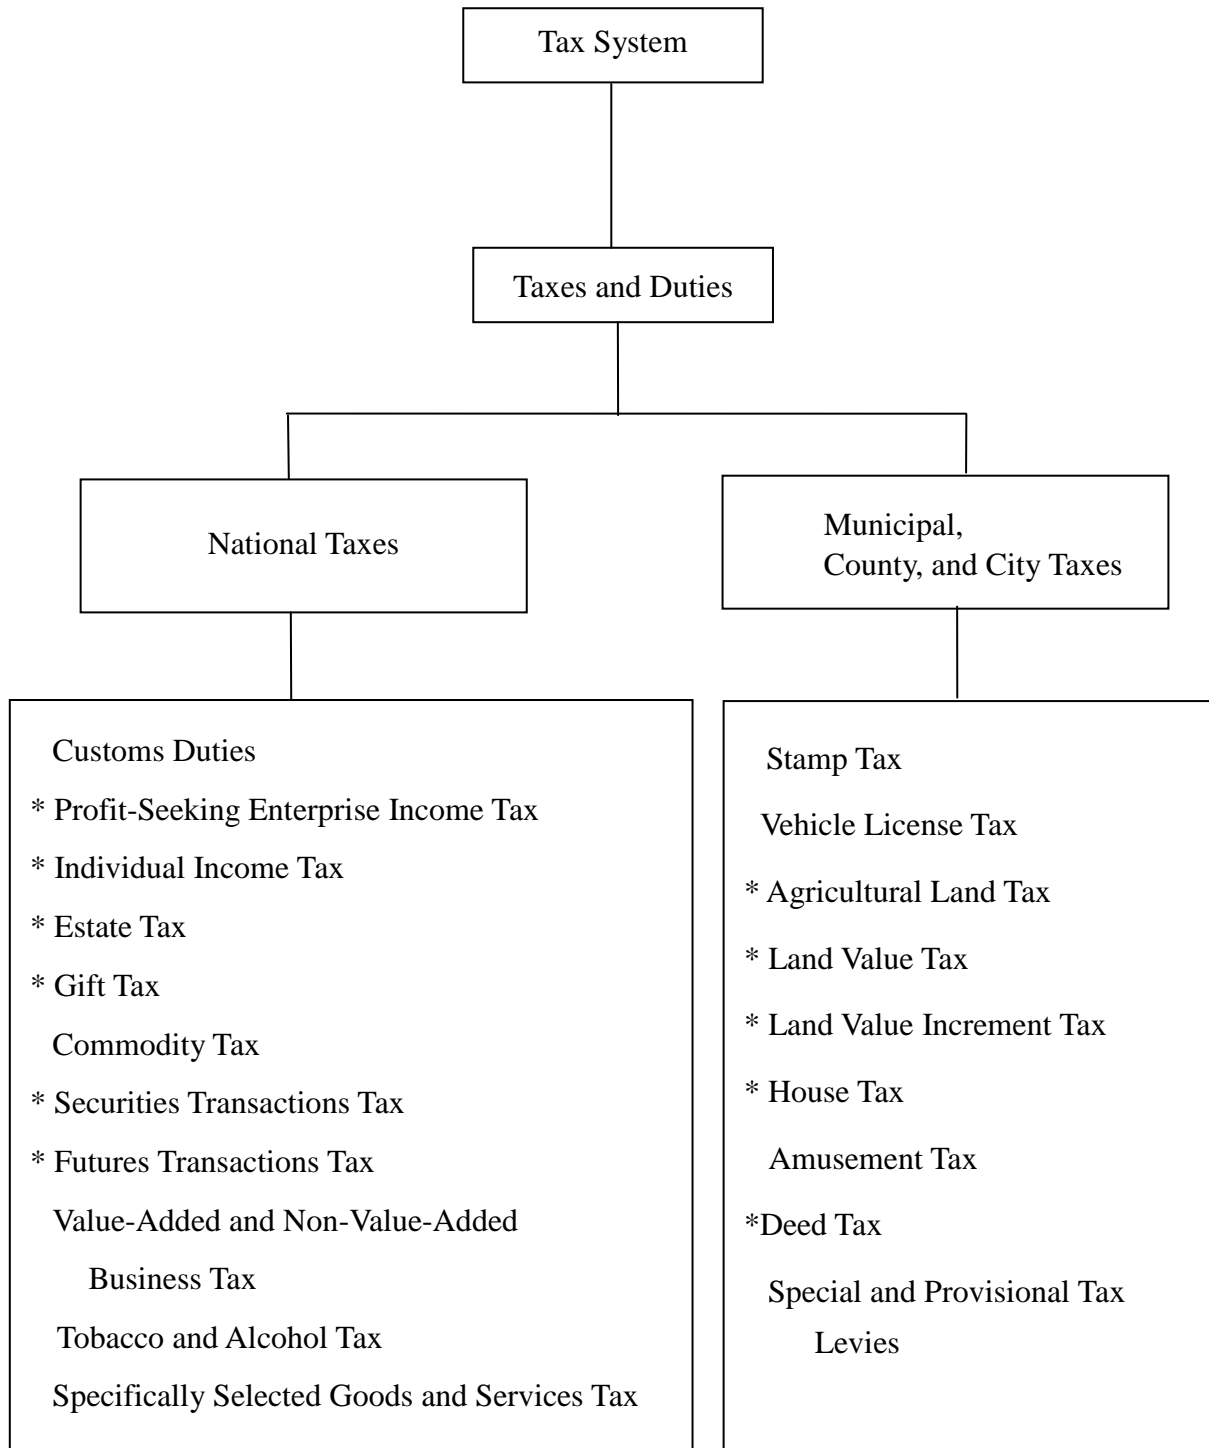 Tax System
Taxes and Duties
National Taxes
Municipal,
County, and City Taxes
Customs Duties
* Profit-Seeking Enterprise Income Tax
* Individual Income Tax
* Estate Tax
* Gift Tax
Commodity Tax
* Securities Transactions Tax
* Futures Transactions Tax
Value-Added and Non-Value-Added
Business Tax
Tobacco and Alcohol Tax
Specifically Selected Goods and Services Tax
Stamp Tax
Vehicle License Tax
* Agricultural Land Tax
* Land Value Tax
* Land Value Increment Tax
* House Tax
Amusement Tax
*Deed Tax
Special and Provisional Tax
Levies